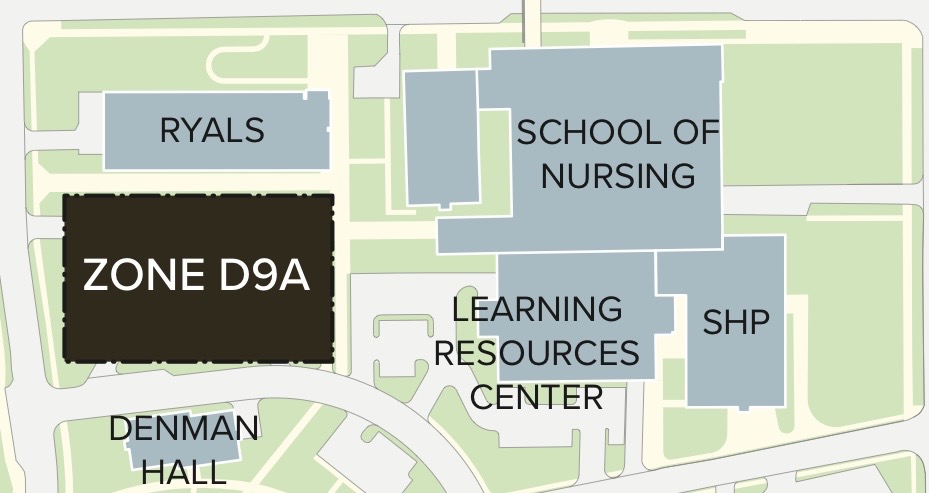 RYALS
SCHOOL OF
NURSING
ZONE D9A
LEARNING
RESOURCES
CENTER
SHP
DENMAN
HALL